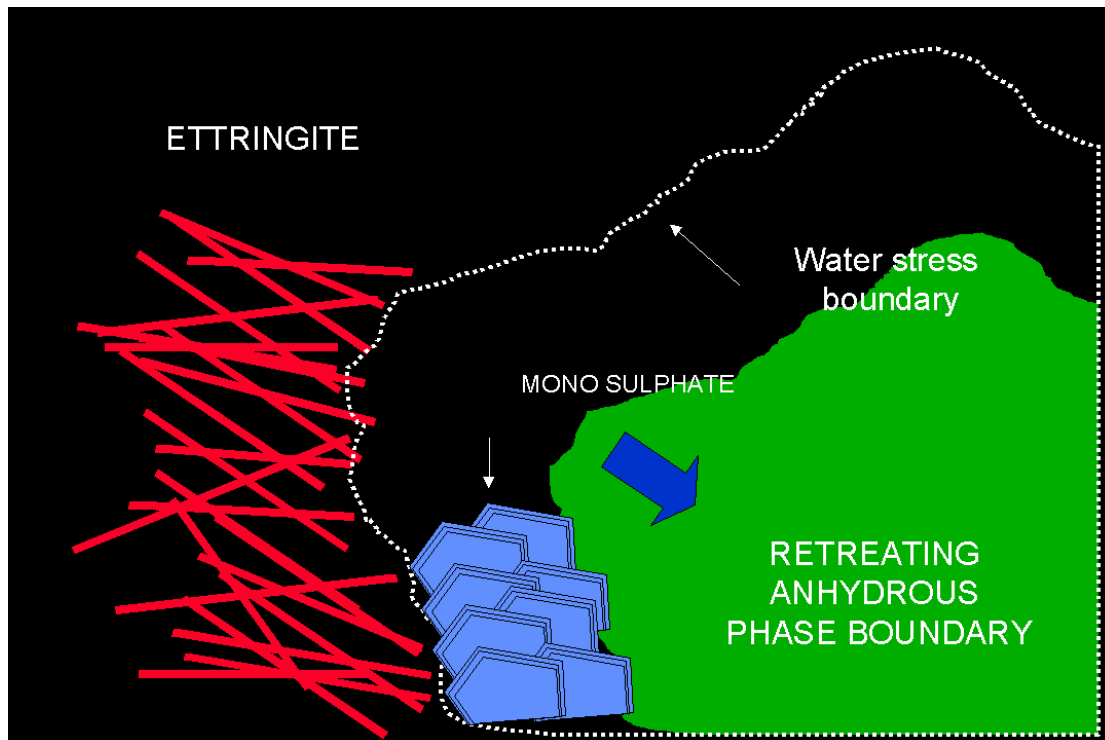 ETTRINGITE
Water stress
boundary
MONO SULPHATE
RETREATING
ANHYDROUS
PHASE BOUNDARY